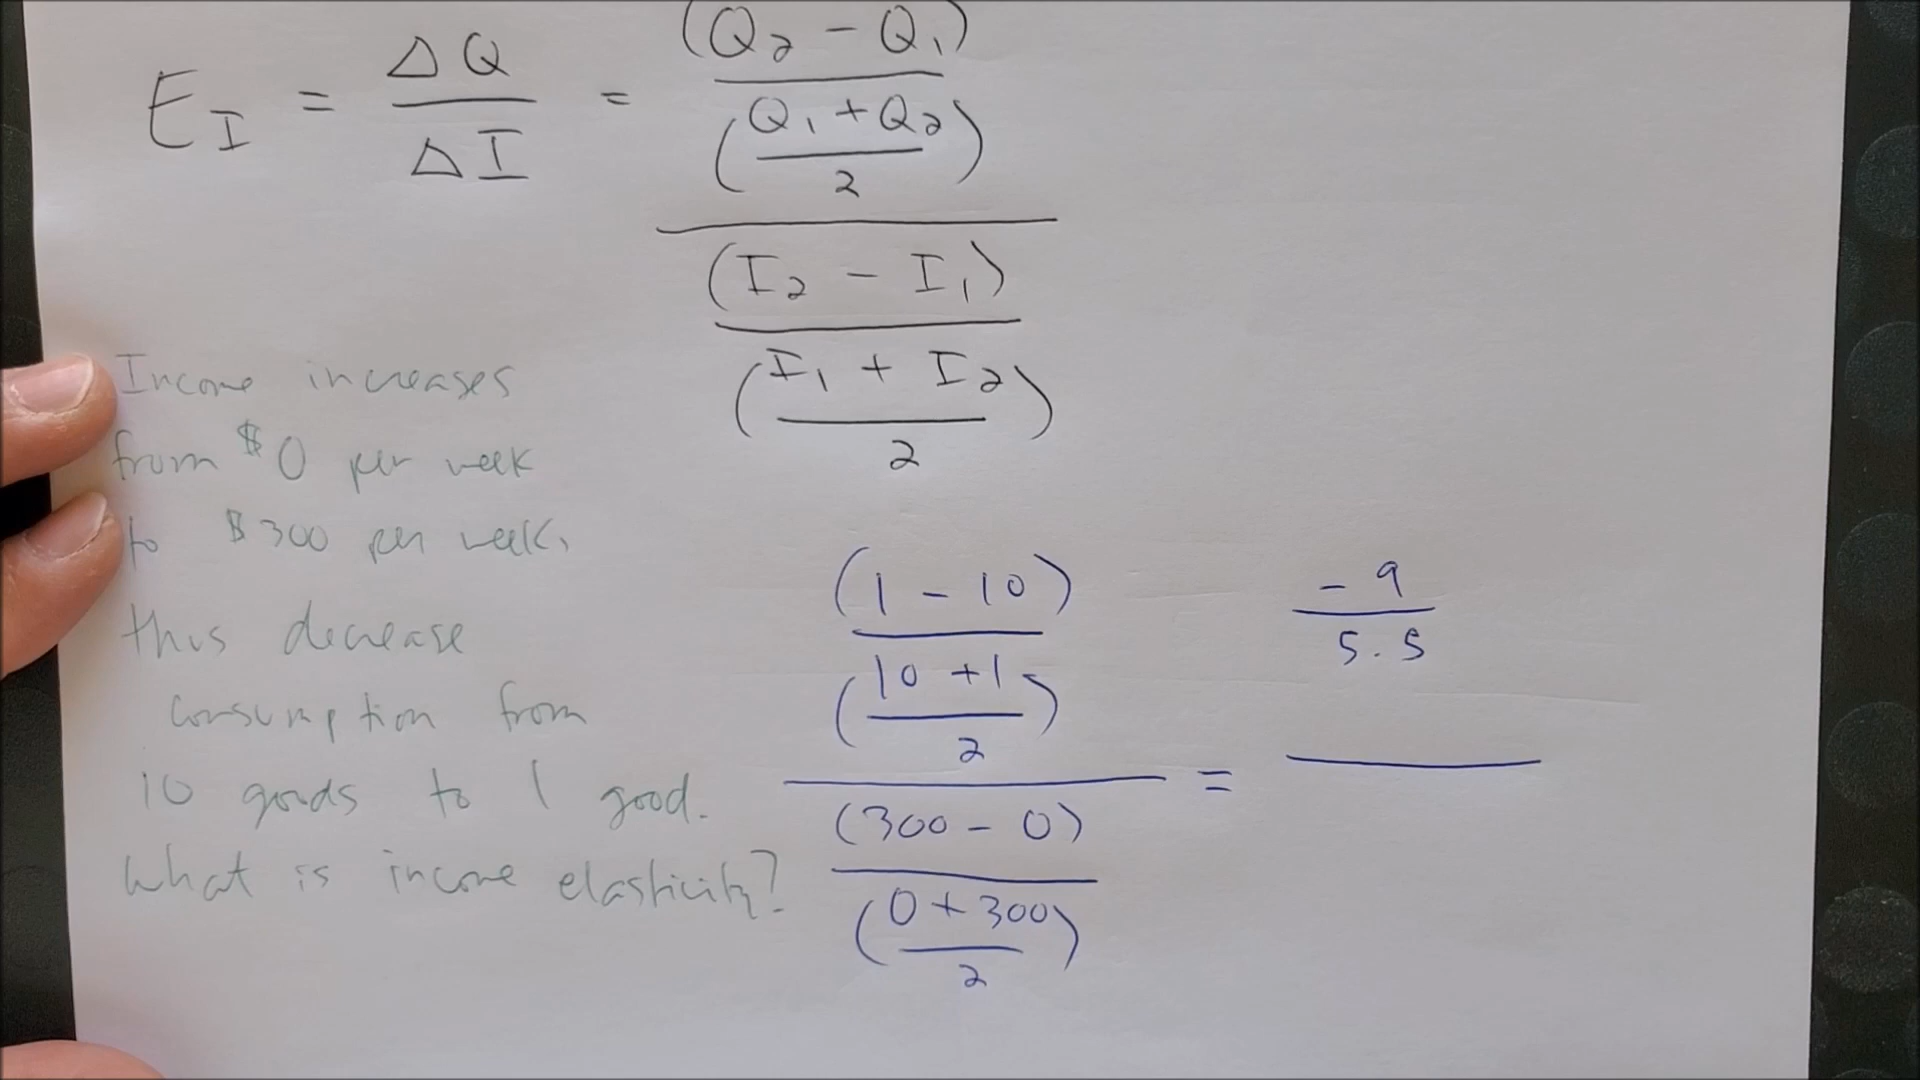 E_I = ΔQ / ΔI = ((Q₂ - Q₁) / ((Q₁ + Q₂) / 2)) / ((I₂ - I₁) / ((I₁ + I₂) / 2))
Income increases
from $0 per week
to $300 per week,
thus decrease
consumption from
10 goods to 1 good.
What is income elasticity?
((1 - 10) / ((10 + 1) / 2)) / ((300 - 0) / ((0 + 300) / 2)) = (-9 / 5.5) /